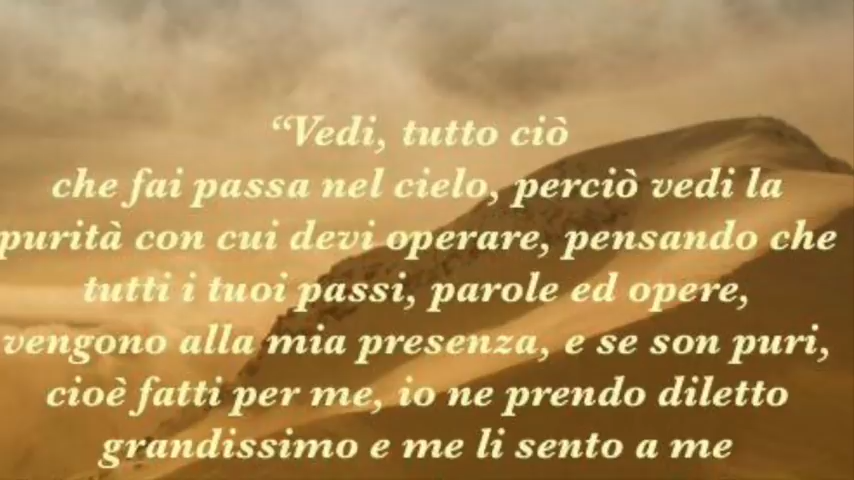 “Vedi, tutto ciò
che fai passa nel cielo, perciò vedi la
purità con cui devi operare, pensando che
tutti i tuoi passi, parole ed opere,
vengono alla mia presenza, e se son puri,
cioè fatti per me, io ne prendo diletto
grandissimo e me li sento a me